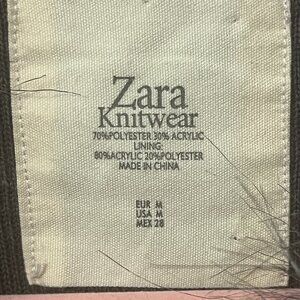 Zara
Knitwear
70%POLYESTER 30% ACRYLIC
LINING:
80%ACRYLIC 20%POLYESTER
MADE IN CHINA
EUR M
USA M
MEX 28